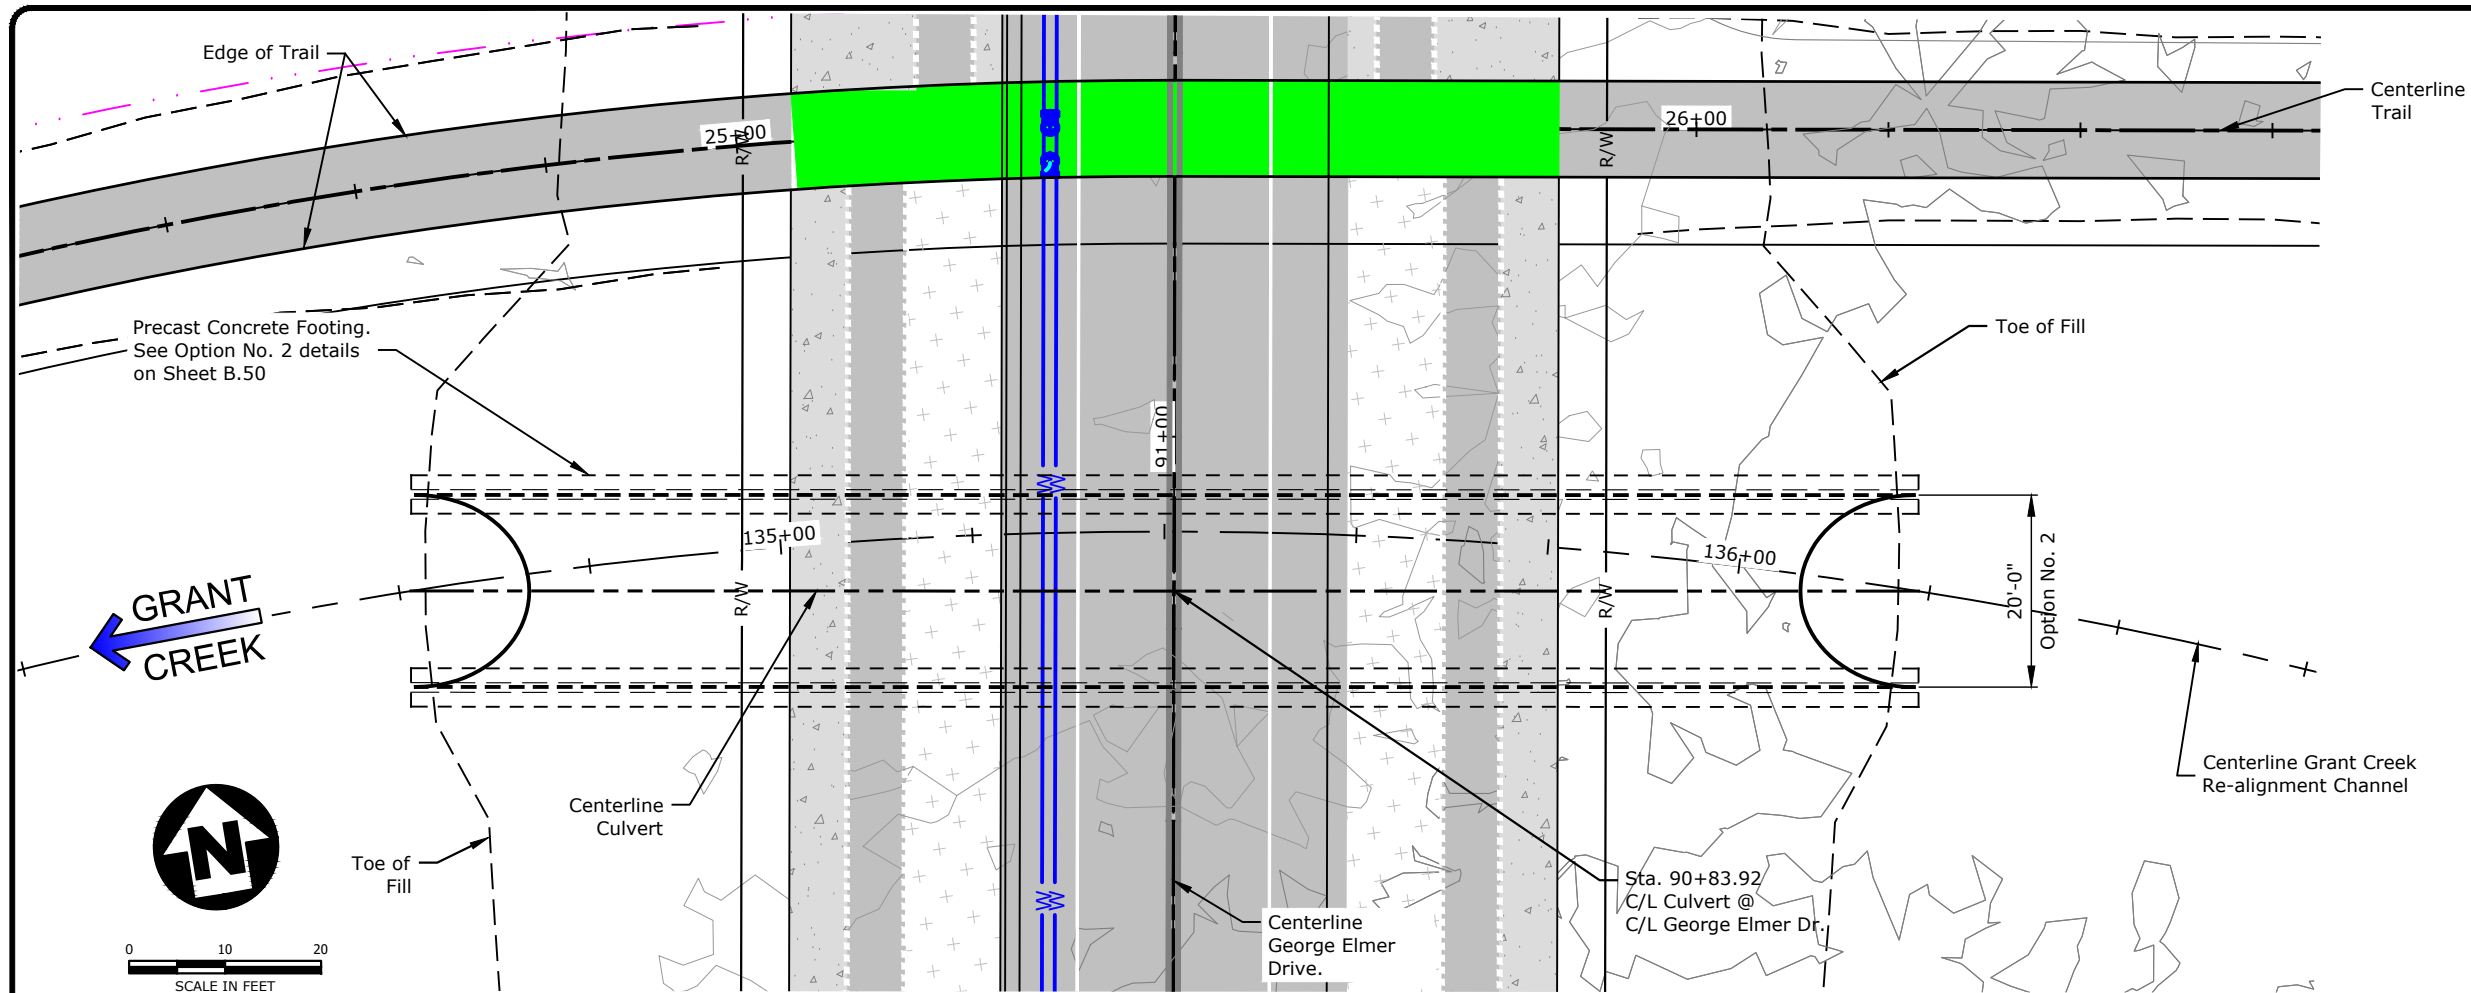 Edge of Trail
25+00
R/W
26+00
R/W
Centerline
Trail
Precast Concrete Footing.
See Option No. 2 details
on Sheet B.50
Toe of Fill
91+00
135+00
136+00
GRANT
CREEK
R/W
R/W
20'-0"
Option No. 2
W
Centerline
Culvert
Centerline Grant Creek
Re-alignment Channel
N
Toe of
Fill
W
Sta. 90+83.92
C/L Culvert @
C/L George Elmer Dr.
Centerline
George Elmer
Drive.
0 10 20
SCALE IN FEET